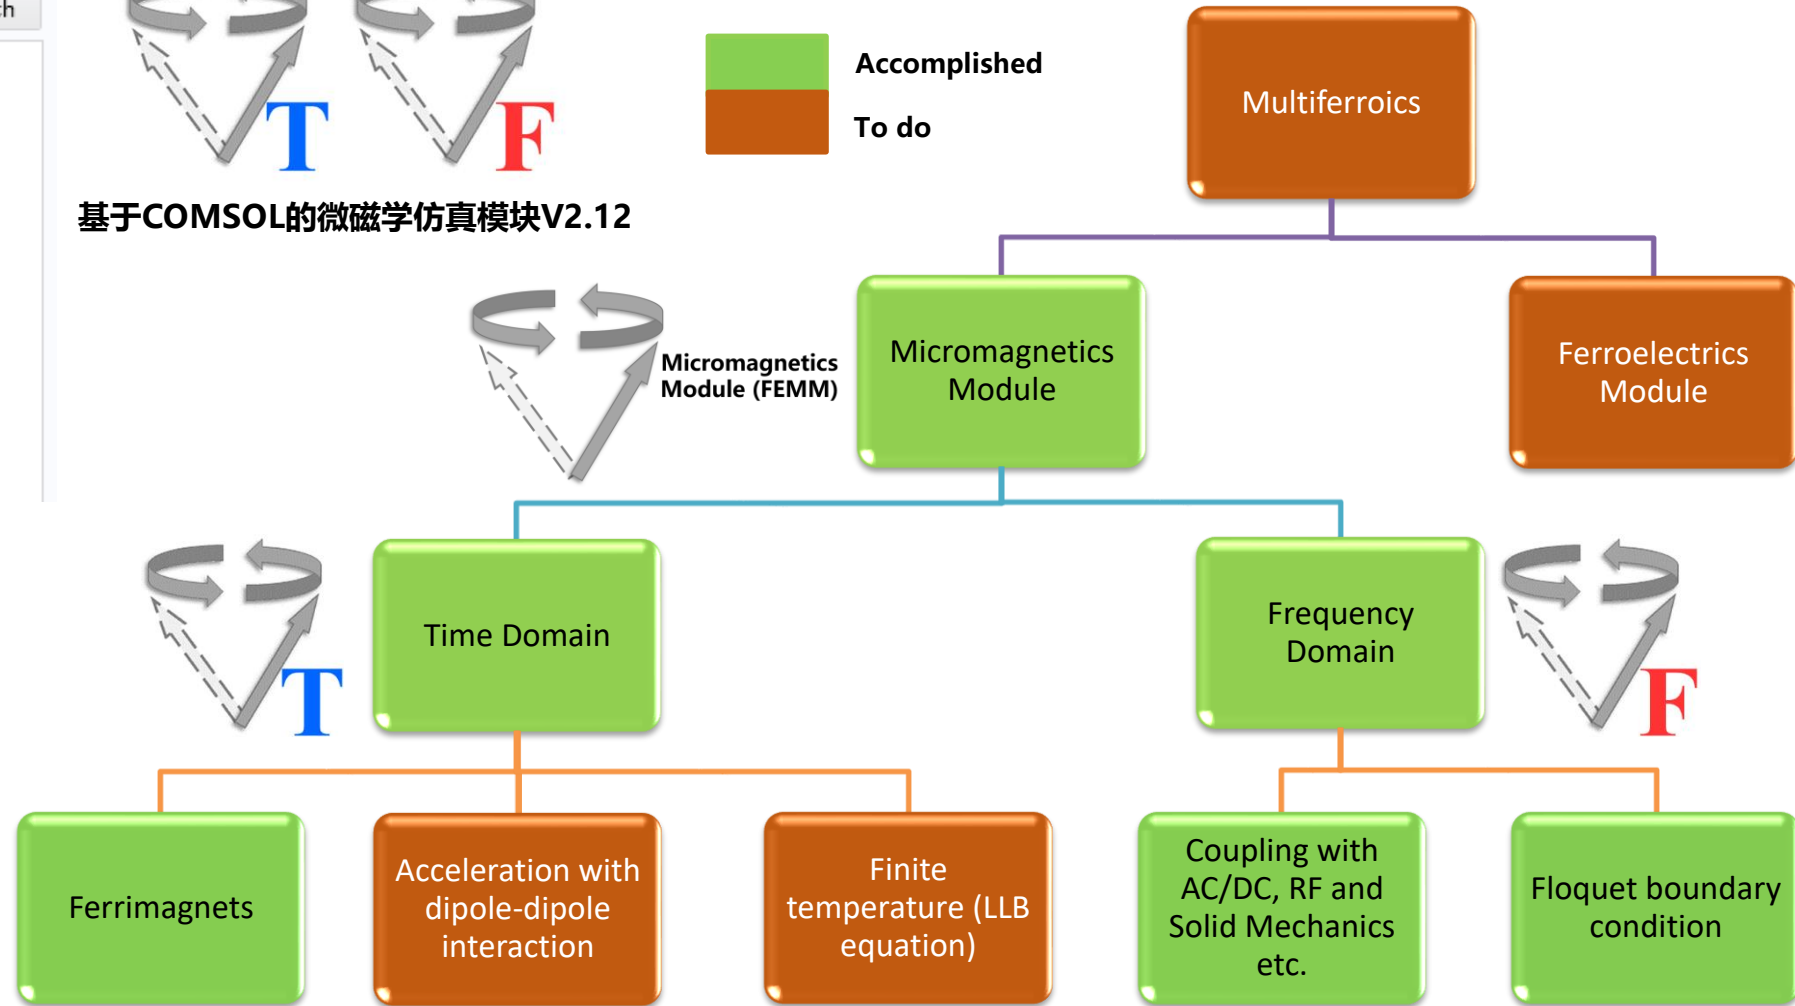 ch
T
F
Accomplished
To do
基于COMSOL的微磁学仿真模块V2.12
Multiferroics
Micromagnetics
Module (FEMM)
Micromagnetics
Module
Ferroelectrics
Module
T
Time Domain
Frequency
Domain
F
Ferrimagnets
Acceleration with
dipole-dipole
interaction
Finite
temperature (LLB
equation)
Coupling with
AC/DC, RF and
Solid Mechanics
etc.
Floquet boundary
condition